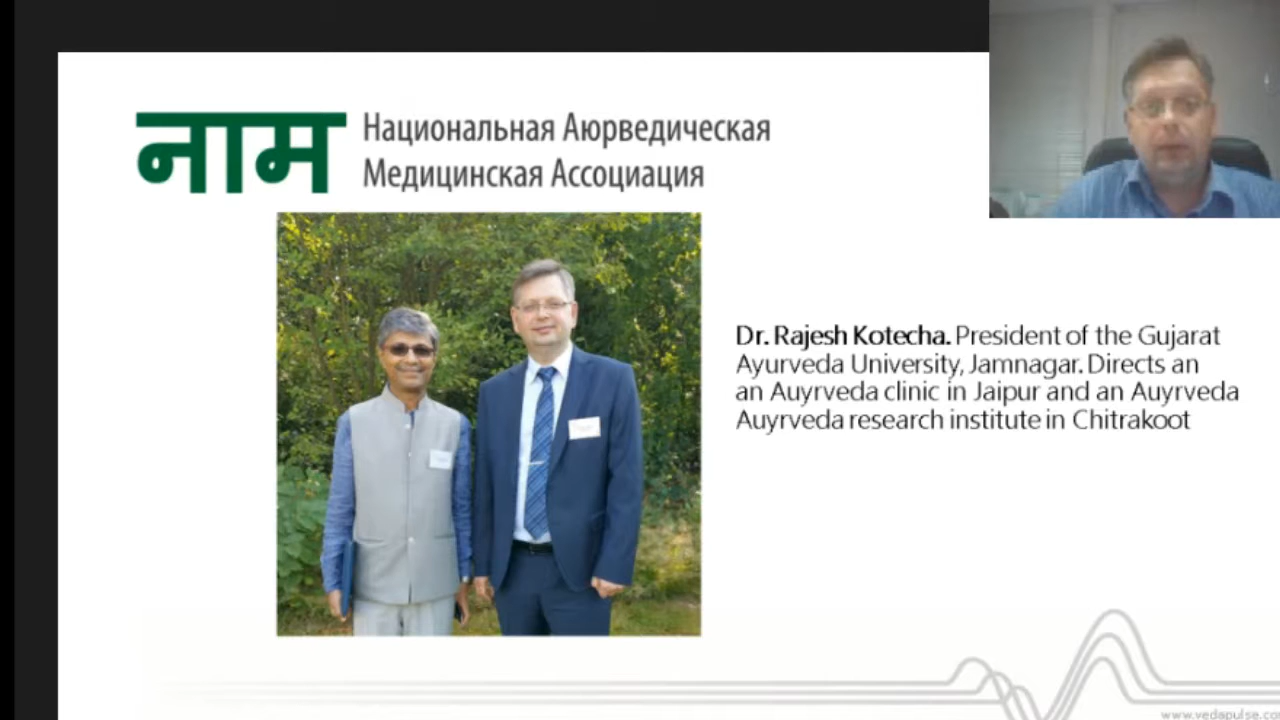 नाम
Национальная Аюрведическая
Медицинская Ассоциация
Dr. Rajesh Kotecha. President of the Gujarat
Ayurveda University, Jamnagar. Directs an
an Auyrveda clinic in Jaipur and an Auyrveda
Auyrveda research institute in Chitrakoot
www.vedapulse.co